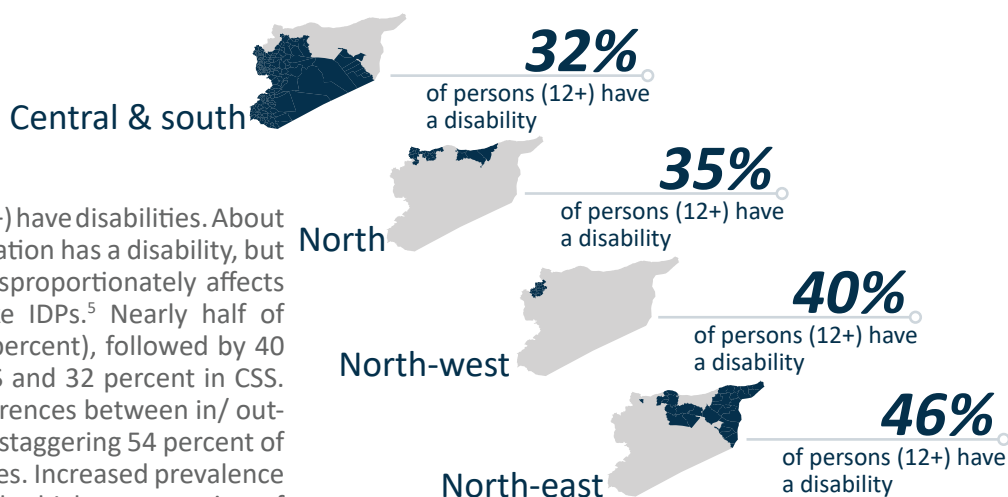 32%
of persons (12+) have
a disability
Central & south
35%
of persons (12+) have
a disability
North
40%
of persons (12+) have
a disability
North-west
46%
of persons (12+) have
a disability
North-east
+) have disabilities. About
ation has a disability, but
sproportionately affects
e IDPs.⁵ Nearly half of
percent), followed by 40
S and 32 percent in CSS.
rences between in/ out-
staggering 54 percent of
es. Increased prevalence